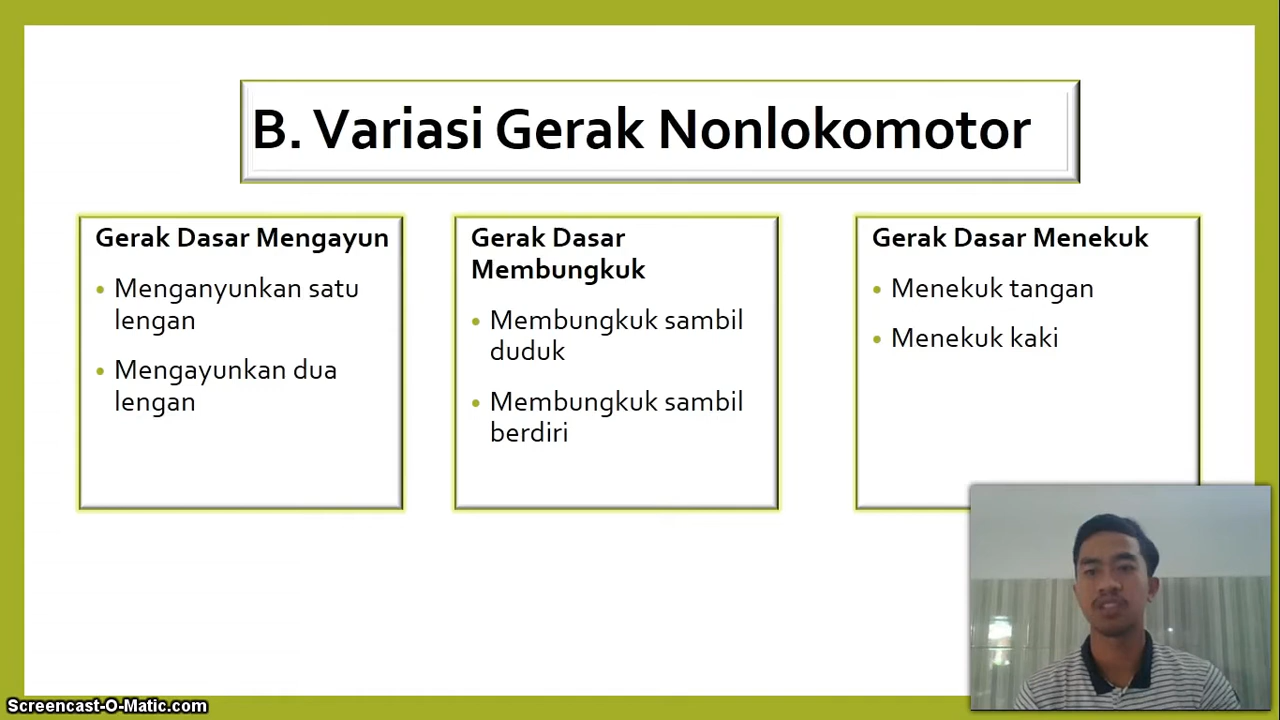 B. Variasi Gerak Nonlokomotor
Gerak Dasar Mengayun
• Menganyunkan satu
lengan
• Mengayunkan dua
lengan
Gerak Dasar
Membungkuk
• Membungkuk sambil
duduk
• Membungkuk sambil
berdiri
Gerak Dasar Menekuk
• Menekuk tangan
• Menekuk kaki
Screencast-O-Matic.com